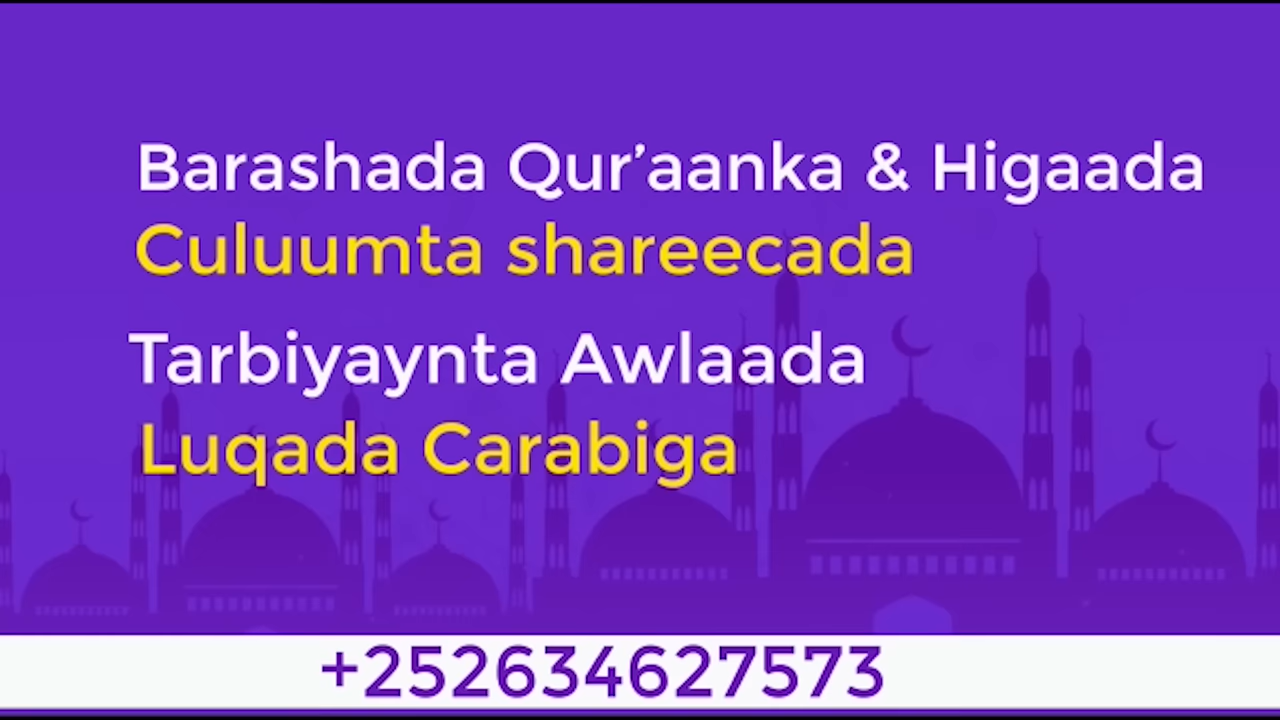 Barashada Qur’aanka & Higaada
Culuumta shareecada
Tarbiyaynta Awlaada
Luqada Carabiga
+252634627573